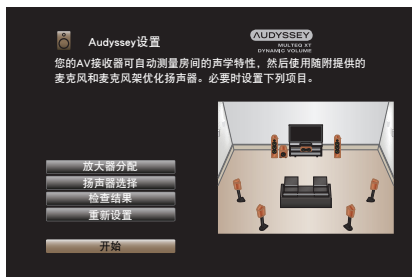 Audyssey设置
AUDYSSEY
MULTEQ XT
DYNAMIC VOLUME
您的AV接收器可自动测量房间的声学特性，然后使用随附提供的
麦克风和麦克风架优化扬声器。必要时设置下列项目。
放大器分配
扬声器选择
检查结果
重新设置
开始